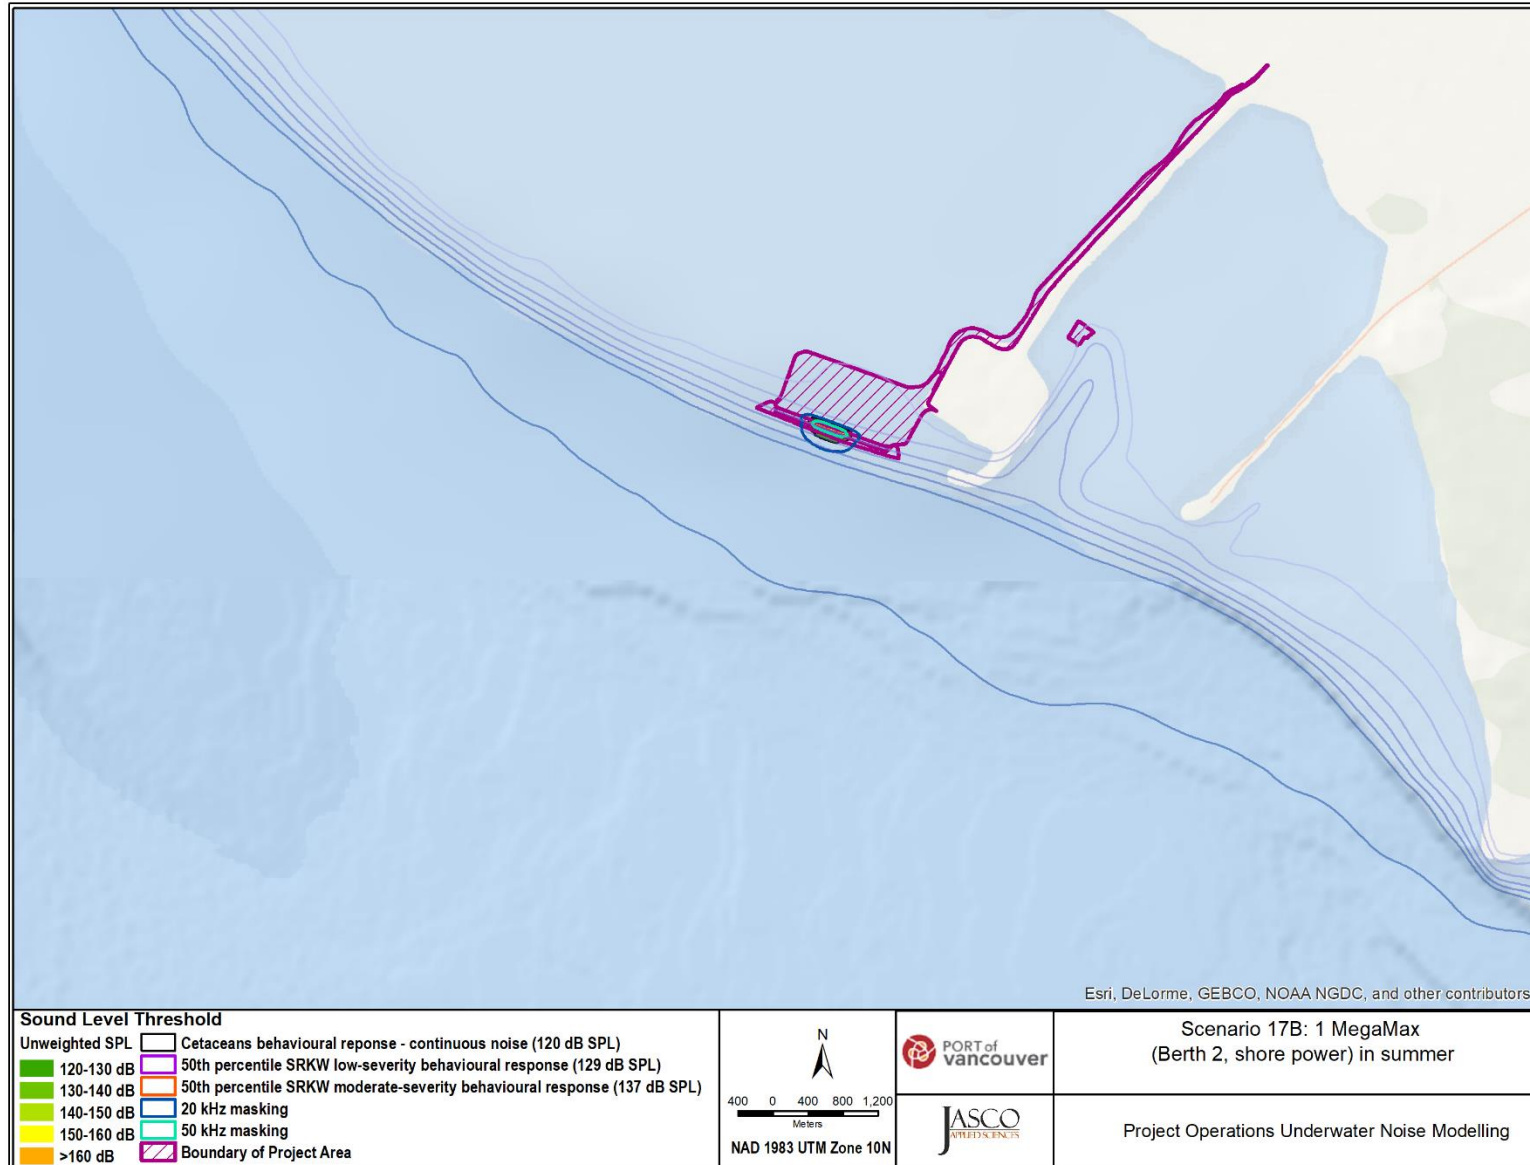 Esri, DeLorme, GEBCO, NOAA NGDC, and other contributors
Sound Level Threshold
Unweighted SPL
120-130 dB
130-140 dB
140-150 dB
150-160 dB
>160 dB
Cetaceans behavioural reponse - continuous noise (120 dB SPL)
50th percentile SRKW low-severity behavioural response (129 dB SPL)
50th percentile SRKW moderate-severity behavioural response (137 dB SPL)
20 kHz masking
50 kHz masking
Boundary of Project Area
N
400 0 400 800 1,200
Meters
NAD 1983 UTM Zone 10N
PORT of
vancouver
JASCO
APPLIED SCIENCES
Scenario 17B: 1 MegaMax
(Berth 2, shore power) in summer
Project Operations Underwater Noise Modelling